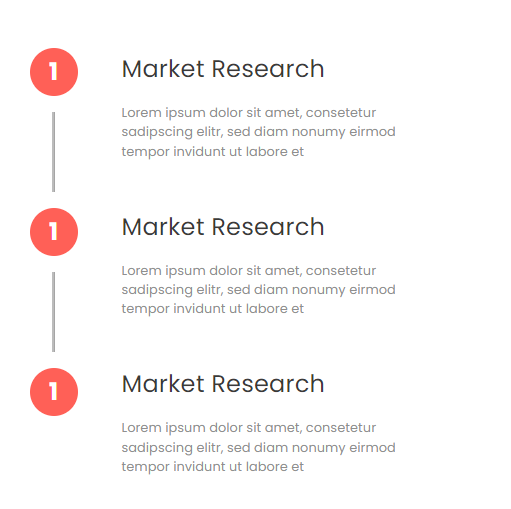 1
Market Research
Lorem ipsum dolor sit amet, consetetur
sadipscing elitr, sed diam nonumy eirmod
tempor invidunt ut labore et
1
Market Research
Lorem ipsum dolor sit amet, consetetur
sadipscing elitr, sed diam nonumy eirmod
tempor invidunt ut labore et
1
Market Research
Lorem ipsum dolor sit amet, consetetur
sadipscing elitr, sed diam nonumy eirmod
tempor invidunt ut labore et